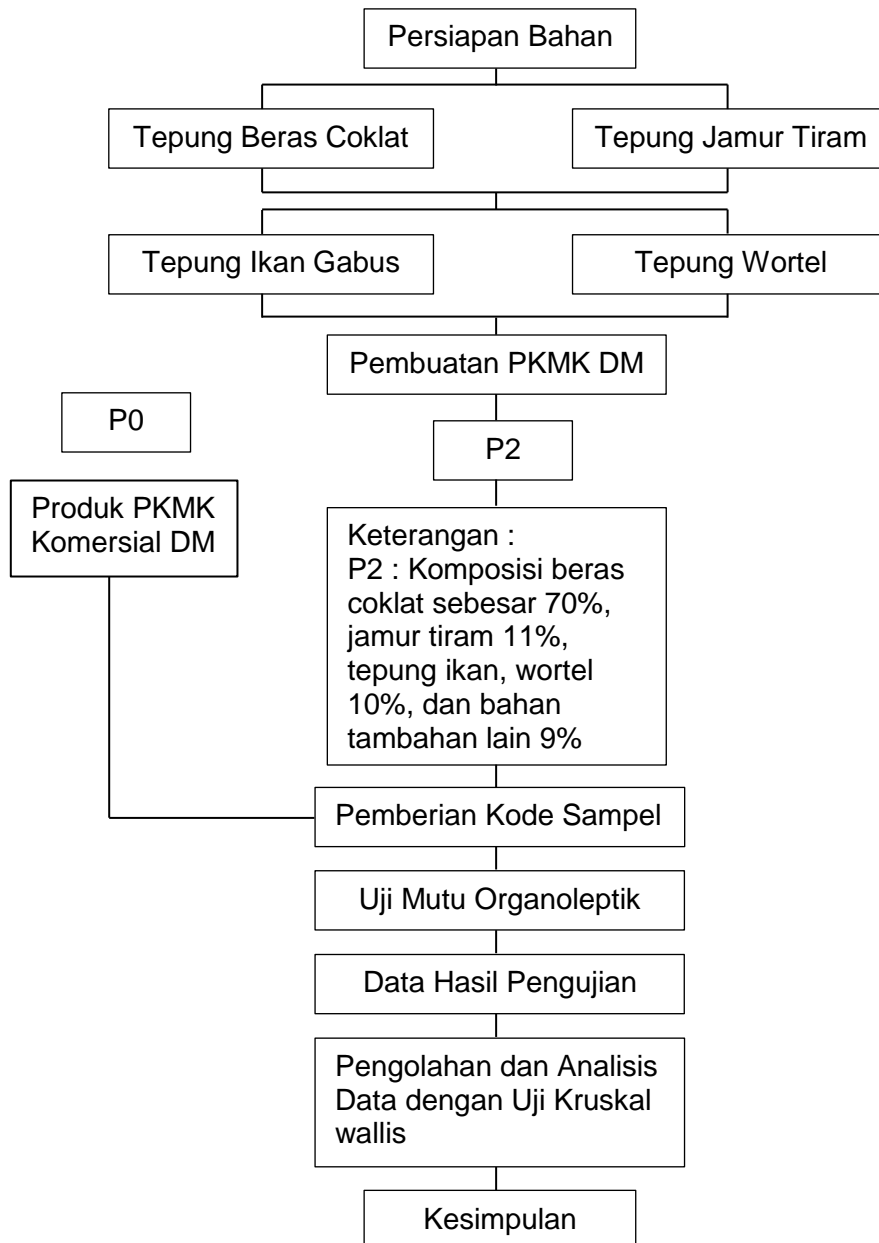 Persiapan Bahan
Tepung Beras Coklat
Tepung Jamur Tiram
Tepung Ikan Gabus
Tepung Wortel
Pembuatan PKMK DM
P0
P2
Produk PKMK
Komersial DM
Keterangan :
P2 : Komposisi beras
coklat sebesar 70%,
jamur tiram 11%,
tepung ikan, wortel
10%, dan bahan
tambahan lain 9%
Pemberian Kode Sampel
Uji Mutu Organoleptik
Data Hasil Pengujian
Pengolahan dan Analisis
Data dengan Uji Kruskal
wallis
Kesimpulan